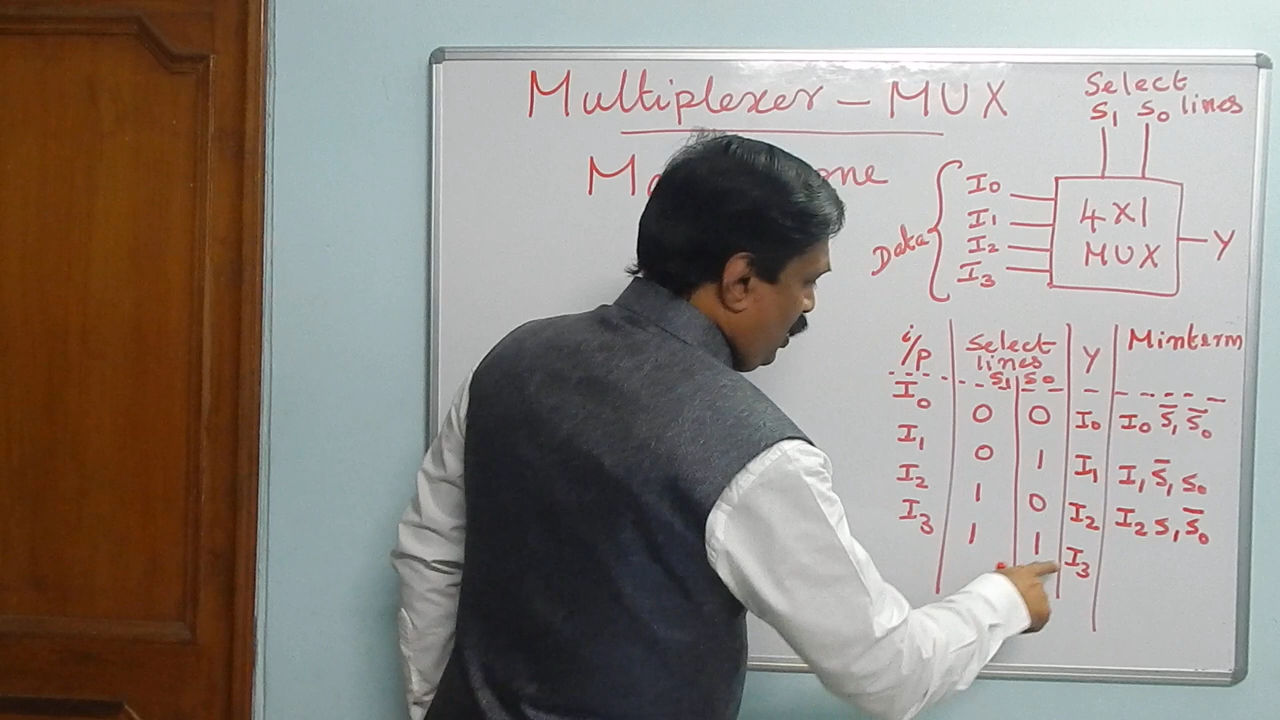 Multiplexer - MUX
Select
S1 S0 lines
Data
I0
I1
I2
I3
4X1
MUX
Y
i/p Select lines Y Minterm
S1 S0
I0 0 0 I0 I0 S̅1 S̅0
I1 0 1 I1 I1 S̅1 S0
I2 1 0 I2 I2 S1 S̅0
I3 1 1 I3